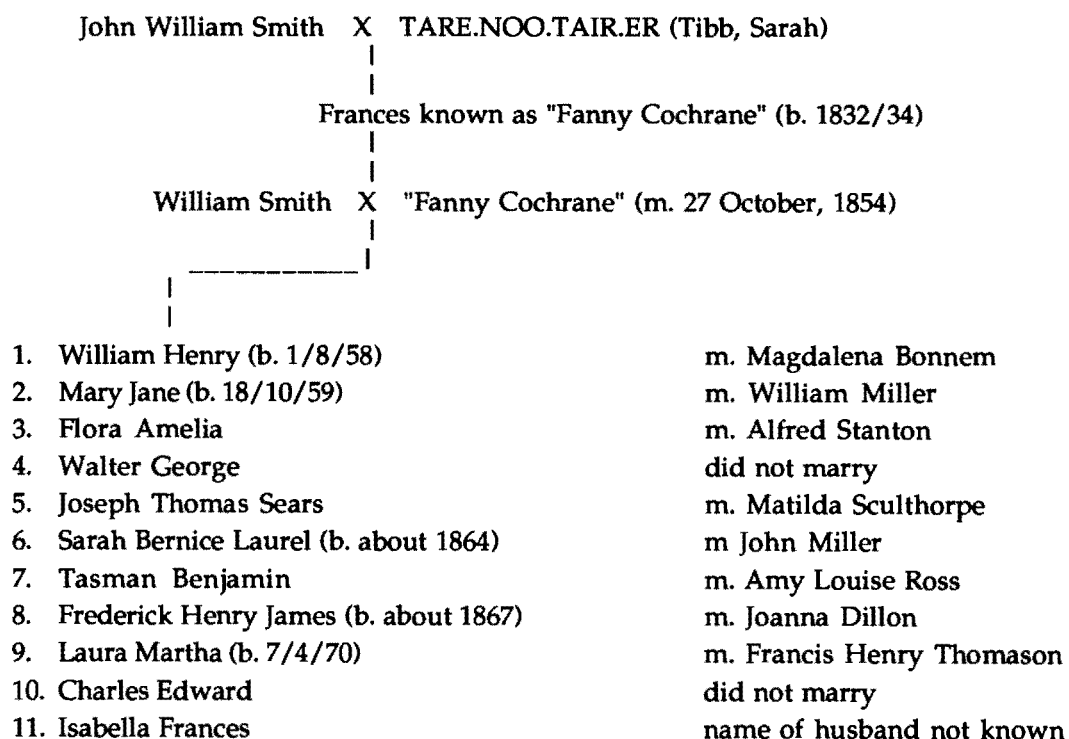 John William Smith X TARE.NOO.TAIR.ER (Tibb, Sarah)
Frances known as "Fanny Cochrane" (b. 1832/34)
William Smith X "Fanny Cochrane" (m. 27 October, 1854)
1. William Henry (b. 1/8/58) m. Magdalena Bonnem
2. Mary Jane (b. 18/10/59) m. William Miller
3. Flora Amelia m. Alfred Stanton
4. Walter George did not marry
5. Joseph Thomas Sears m. Matilda Sculthorpe
6. Sarah Bernice Laurel (b. about 1864) m John Miller
7. Tasman Benjamin m. Amy Louise Ross
8. Frederick Henry James (b. about 1867) m. Joanna Dillon
9. Laura Martha (b. 7/4/70) m. Francis Henry Thomason
10. Charles Edward did not marry
11. Isabella Frances name of husband not known